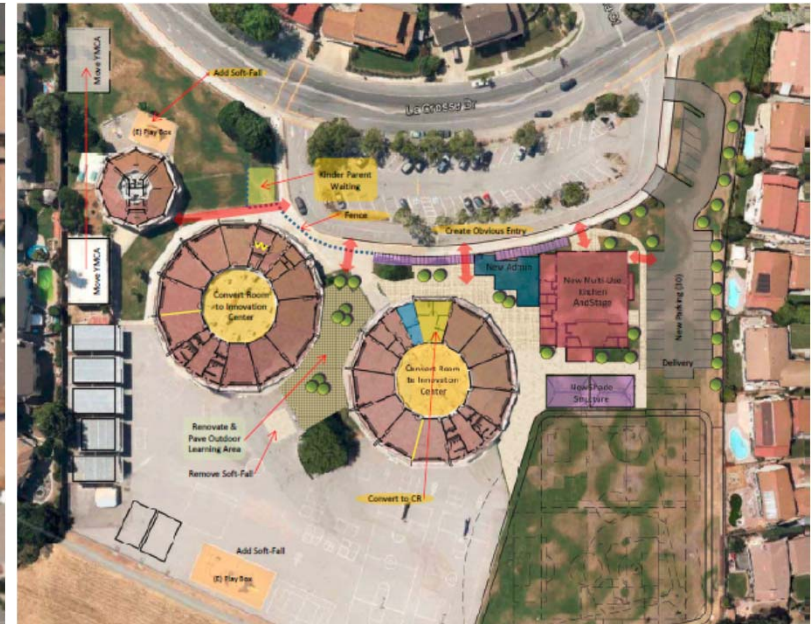 Move YMCA
Add Soft-Fall
(E) Play Box
La Crosse Dr
Kinder Parent
Waiting
Fence
Create Obvious Entry
Move YMCA
Convert Room
to Innovation
Center
New Admin
New Multi-Use
Kitchen
And Stage
New Parking (30)
Delivery
Convert Room
to Innovation
Center
New Shade
Structure
Renovate &
Pave Outdoor
Learning Area
Remove Soft-Fall
Convert to CR
Add Soft-Fall
(E) Play Box